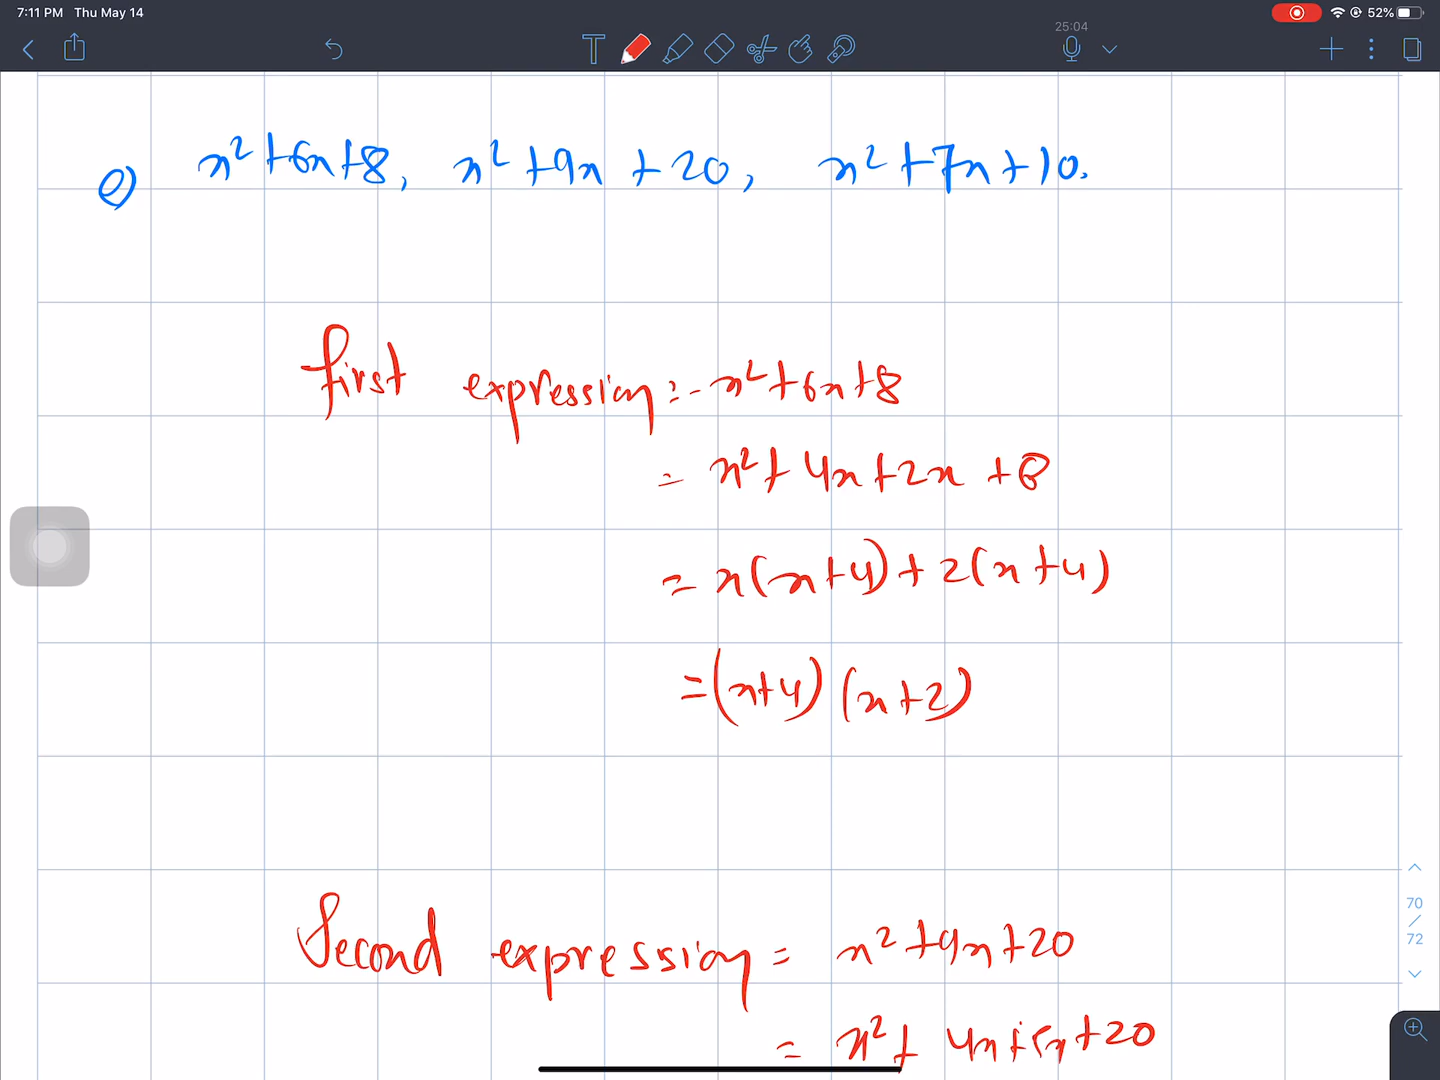 7:11 PM Thu May 14
52%
25:04
e) x² + 6x + 8, x² + 9x + 20, x² + 7x + 10.
First expression = x² + 6x + 8
= x² + 4x + 2x + 8
= x(x+4) + 2(x+4)
= (x+4) (x+2)
Second expression = x² + 9x + 20
= x² + 4x + 5x + 20
70
/
72